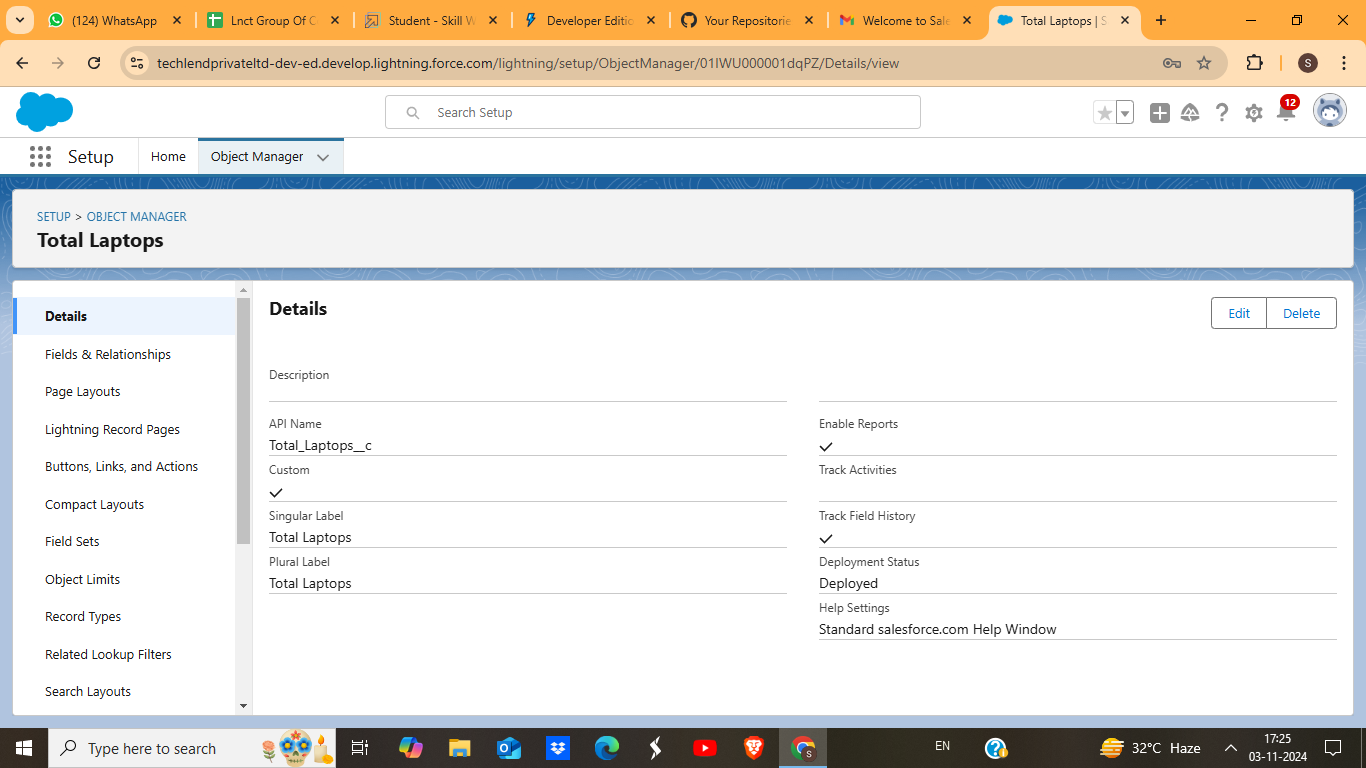 (124) WhatsApp
Lnct Group Of C
Student - Skill W
Developer Editio
Your Repositorie
Welcome to Sale
Total Laptops | S
techlendprivateltd-dev-ed.develop.lightning.force.com/lightning/setup/ObjectManager/01IWU000001dqPZ/Details/view
S
Search Setup
12
Setup
Home
Object Manager
SETUP > OBJECT MANAGER
Total Laptops
Details
Fields & Relationships
Page Layouts
Lightning Record Pages
Buttons, Links, and Actions
Compact Layouts
Field Sets
Object Limits
Record Types
Related Lookup Filters
Search Layouts
Details
Edit
Delete
Description
API Name
Total_Laptops__c
Custom
Singular Label
Total Laptops
Plural Label
Total Laptops
Enable Reports
Track Activities
Track Field History
Deployment Status
Deployed
Help Settings
Standard salesforce.com Help Window
Type here to search
S
EN
32°C Haze
17:25
03-11-2024